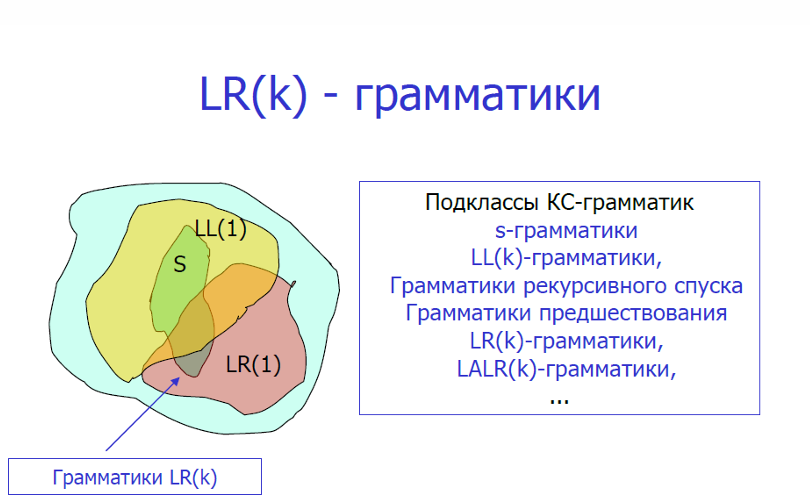 LR(k) - грамматики
LL(1)
S
LR(1)
Грамматики LR(k)
Подклассы КС-грамматик
s-грамматики
LL(k)-грамматики,
Грамматики рекурсивного спуска
Грамматики предшествования
LR(k)-грамматики,
LALR(k)-грамматики,
...